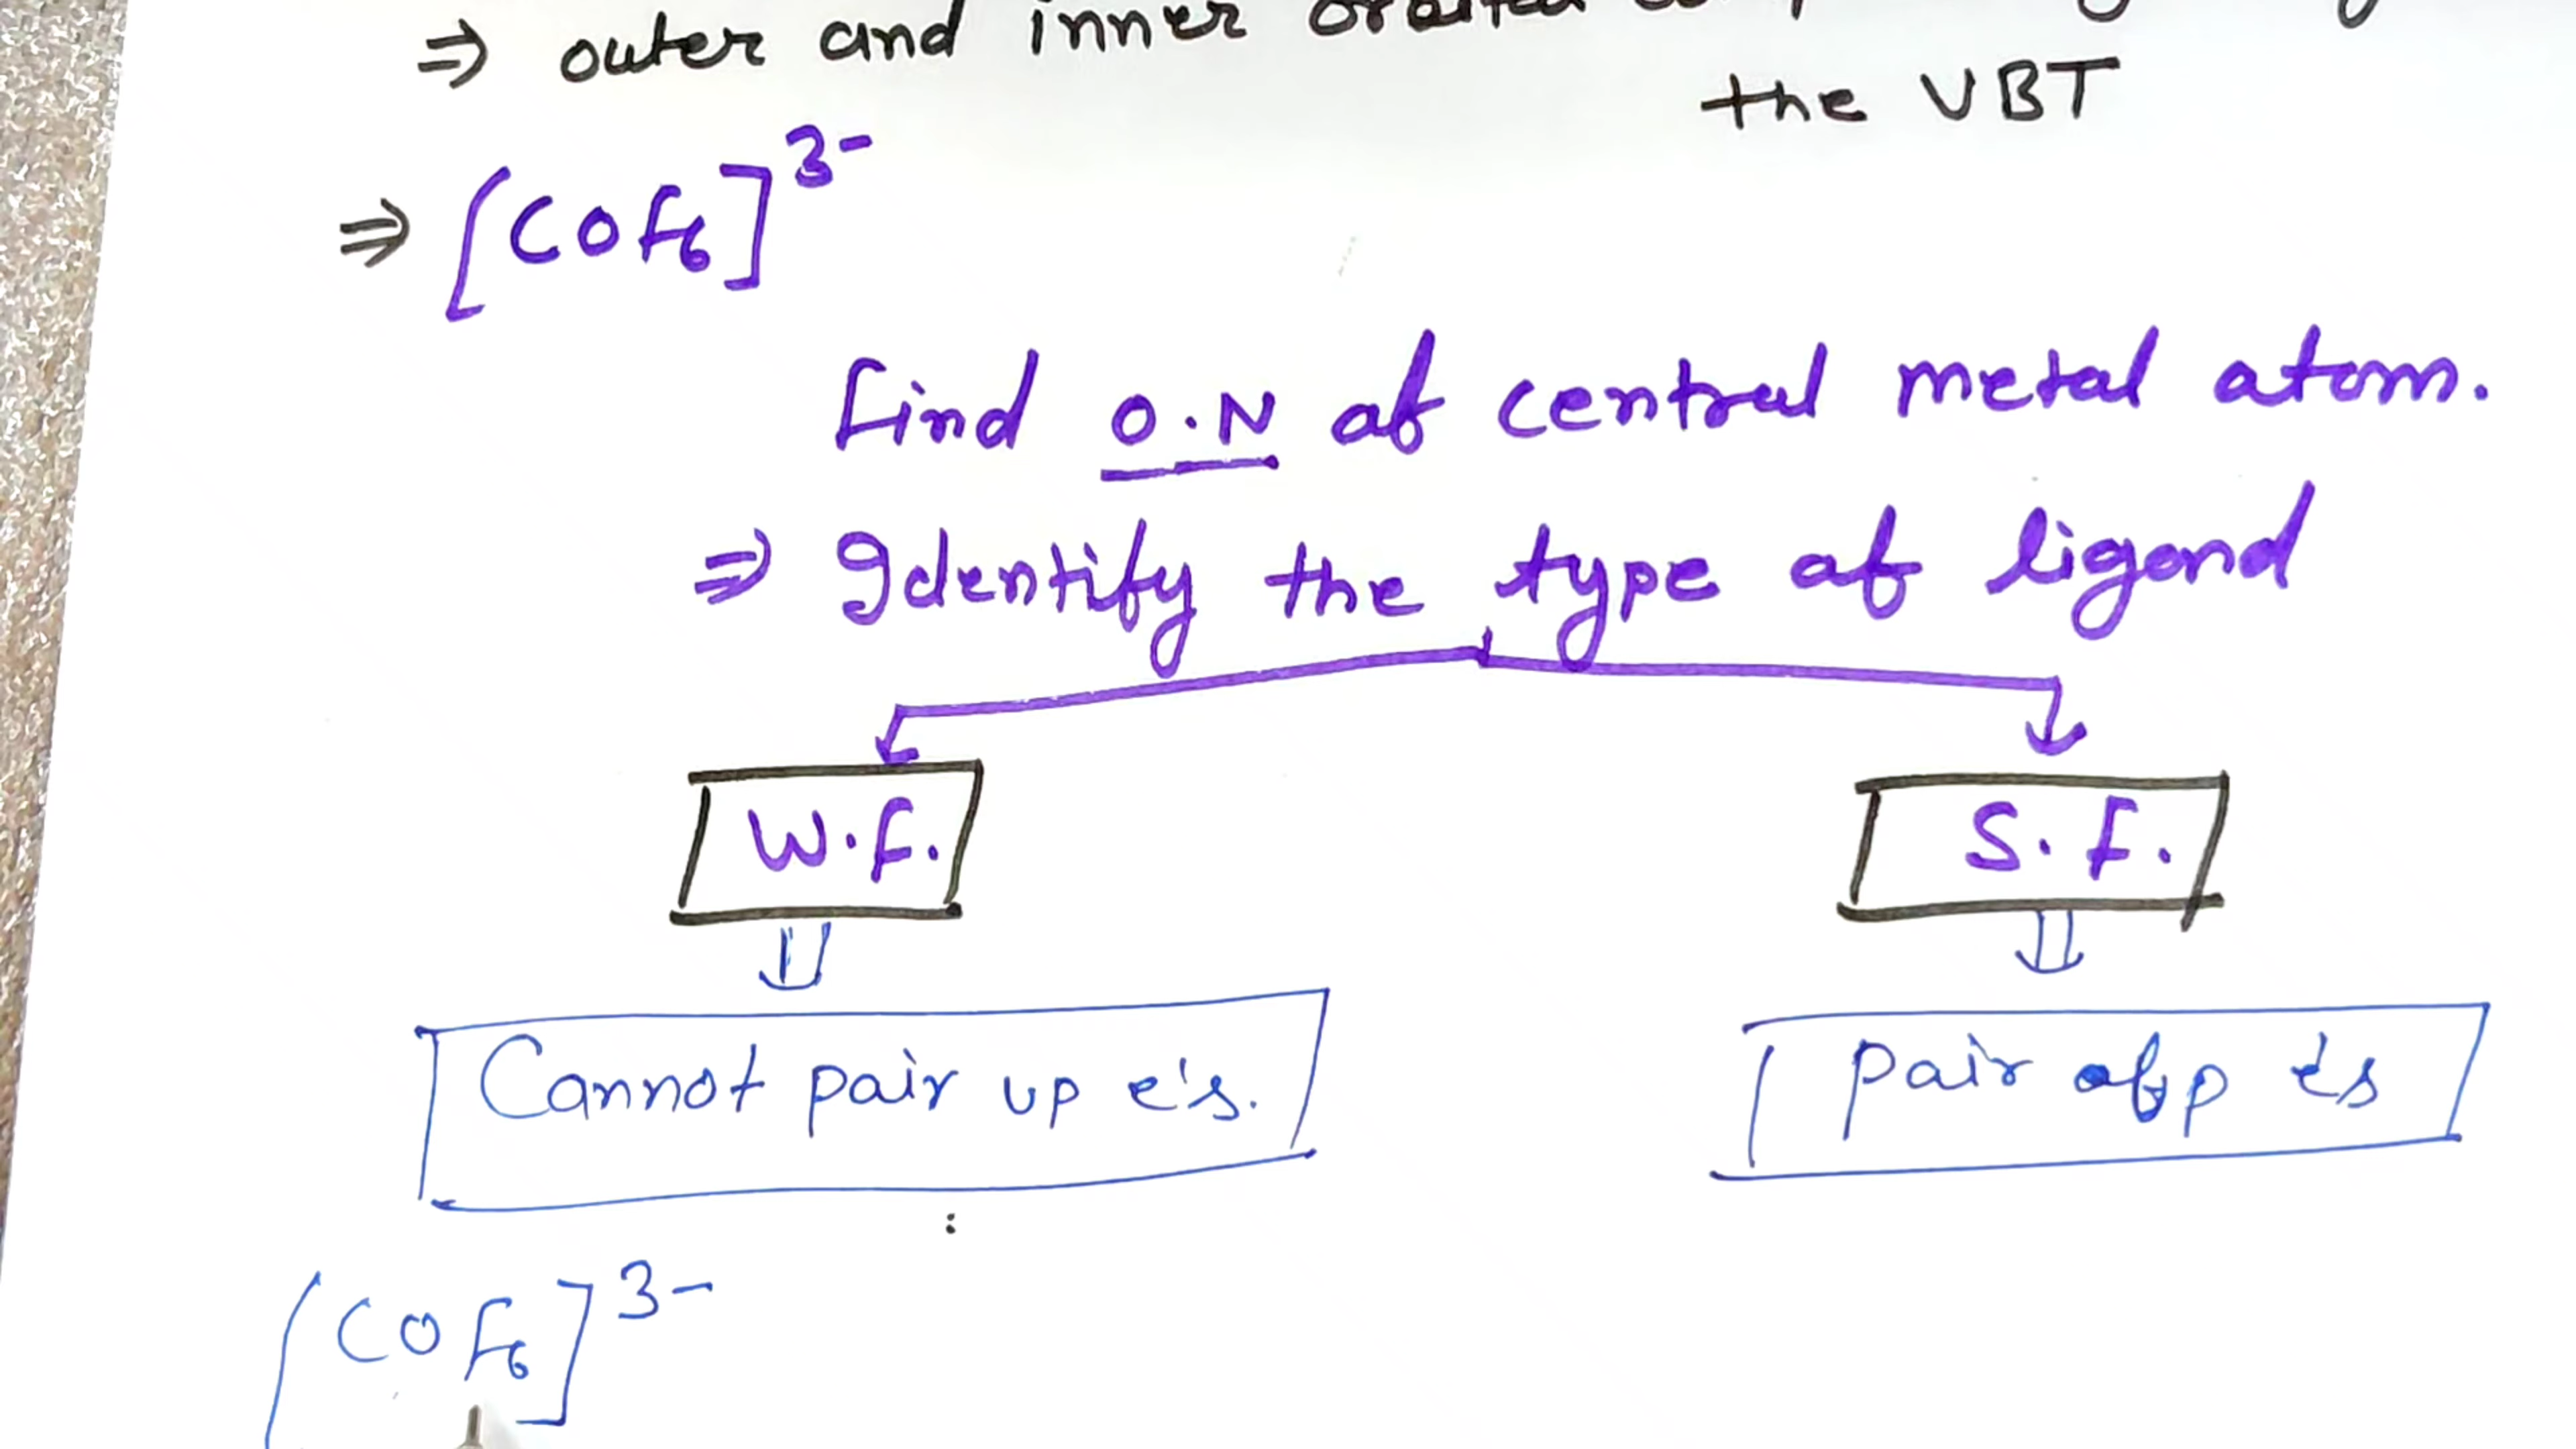 ⇒ outer and inner
the VBT
⇒ [CoF6]3-
Find O.N of central metal atom.
⇒ Identify the type of ligand
W.F. S.F.
Cannot pair up e's. pair up e's
[CoF6]3-